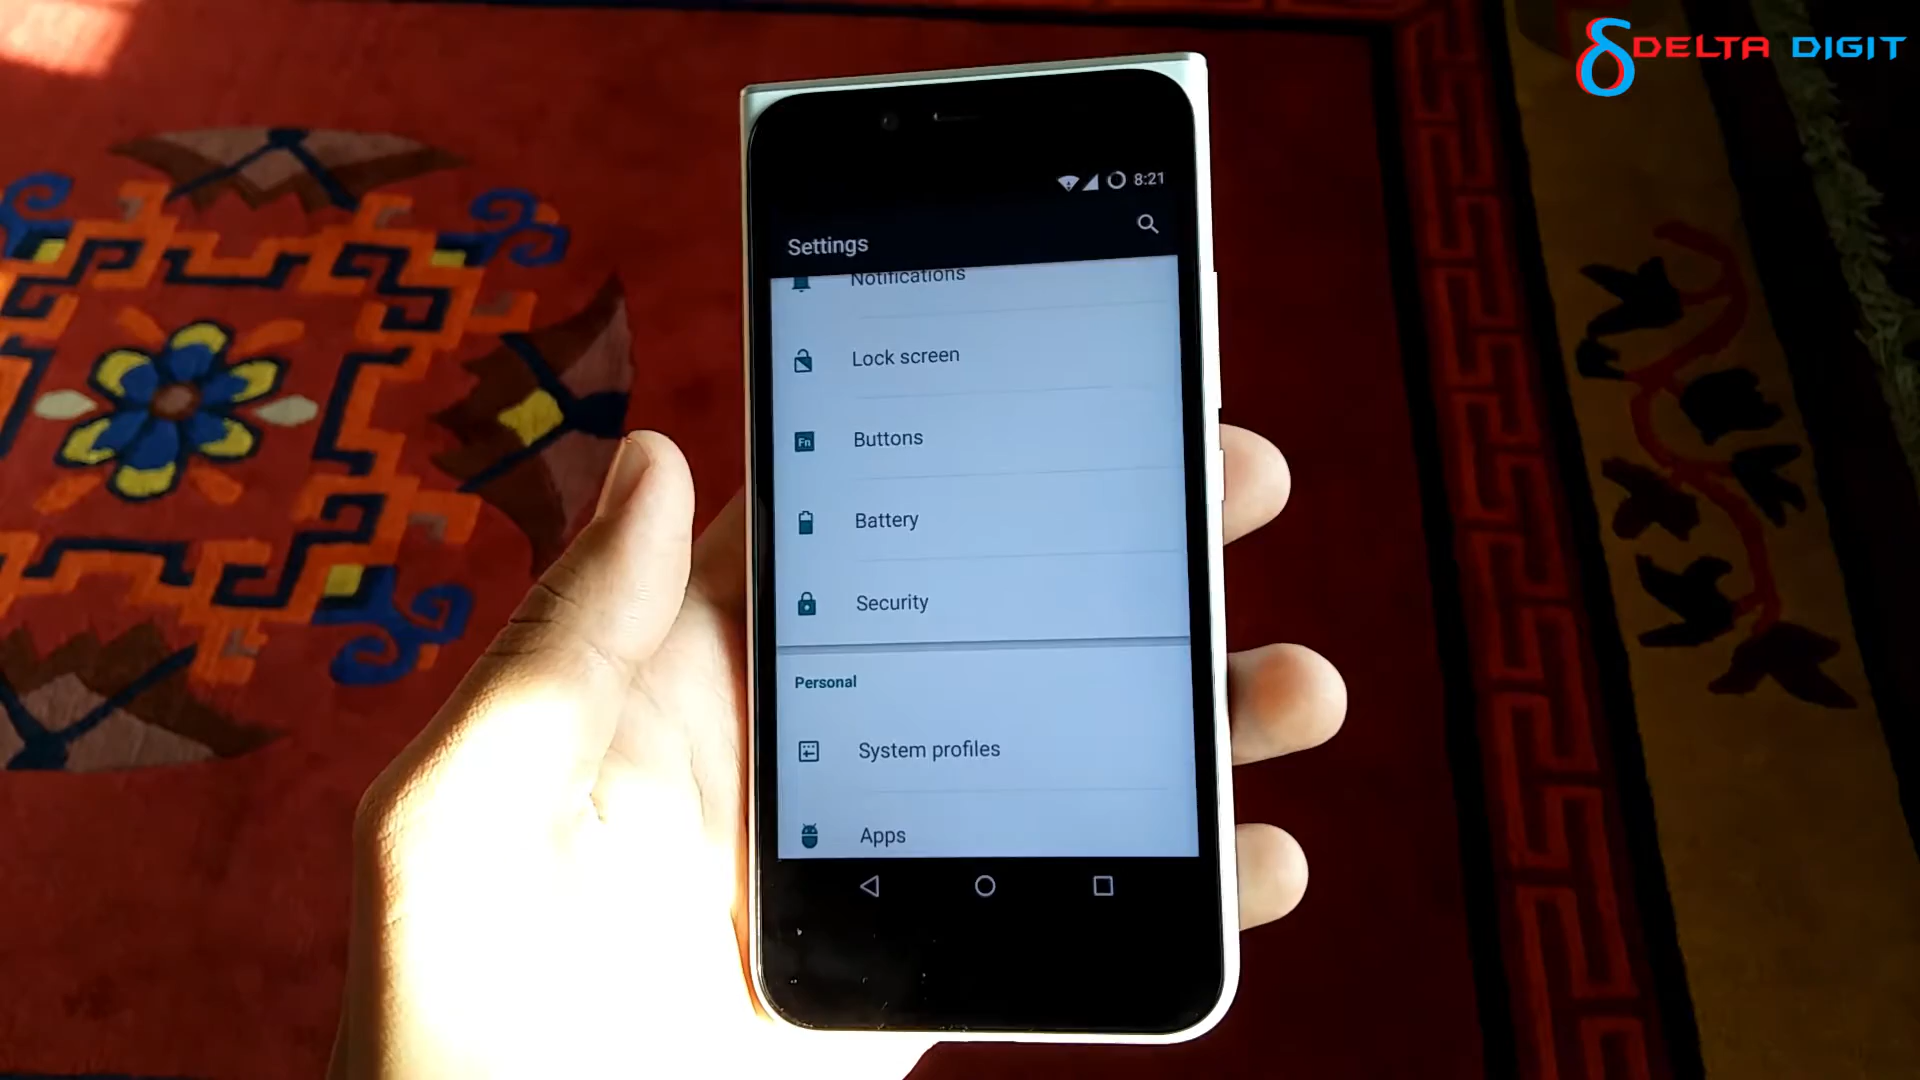 δ DELTA DIGIT
8:21
Settings
Notifications
Lock screen
Fn Buttons
Battery
Security
Personal
System profiles
Apps